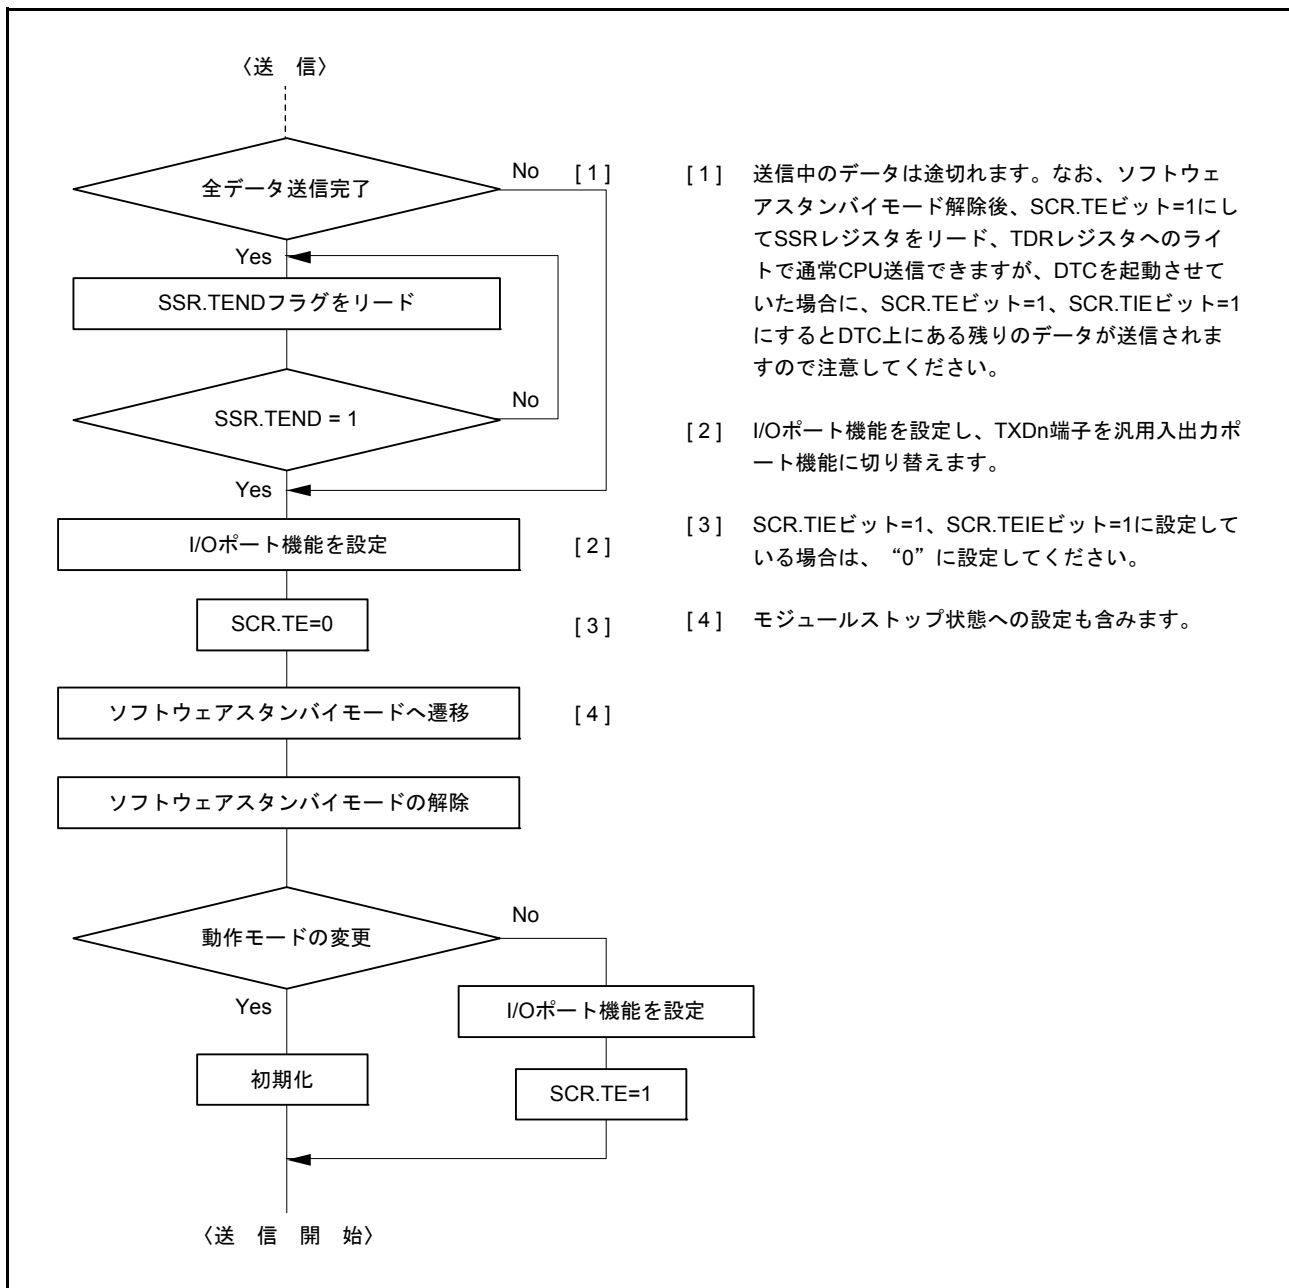 〈送　信〉
全データ送信完了
No
[ 1 ]
Yes
SSR.TENDフラグをリード
SSR.TEND = 1
No
Yes
I/Oポート機能を設定
[ 2 ]
SCR.TE=0
[ 3 ]
ソフトウェアスタンバイモードへ遷移
[ 4 ]
ソフトウェアスタンバイモードの解除
動作モードの変更
No
Yes
I/Oポート機能を設定
初期化
SCR.TE=1
〈送　信　開　始〉
[ 1 ]　送信中のデータは途切れます。なお、ソフトウェ
アスタンバイモード解除後、SCR.TEビット=1にし
てSSRレジスタをリード、TDRレジスタへのライ
トで通常CPU送信できますが、DTCを起動させて
いた場合に、SCR.TEビット=1、SCR.TIEビット=1
にするとDTC上にある残りのデータが送信されま
すので注意してください。
[ 2 ]　I/Oポート機能を設定し、TXDn端子を汎用入出力ポ
ート機能に切り替えます。
[ 3 ]　SCR.TIEビット=1、SCR.TEIEビット=1に設定して
いる場合は、“0”に設定してください。
[ 4 ]　モジュールストップ状態への設定も含みます。